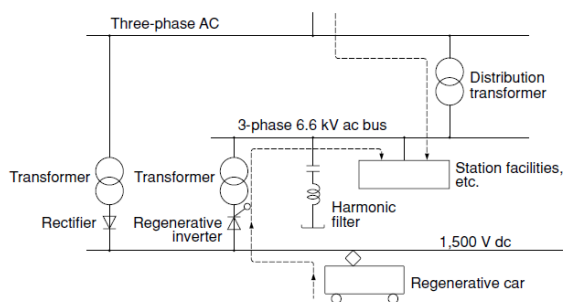 Three-phase AC
Distribution
transformer
3-phase 6.6 kV ac bus
Transformer
Transformer
Station facilities,
etc.
Rectifier
Regenerative
inverter
Harmonic
filter
1,500 V dc
Regenerative car